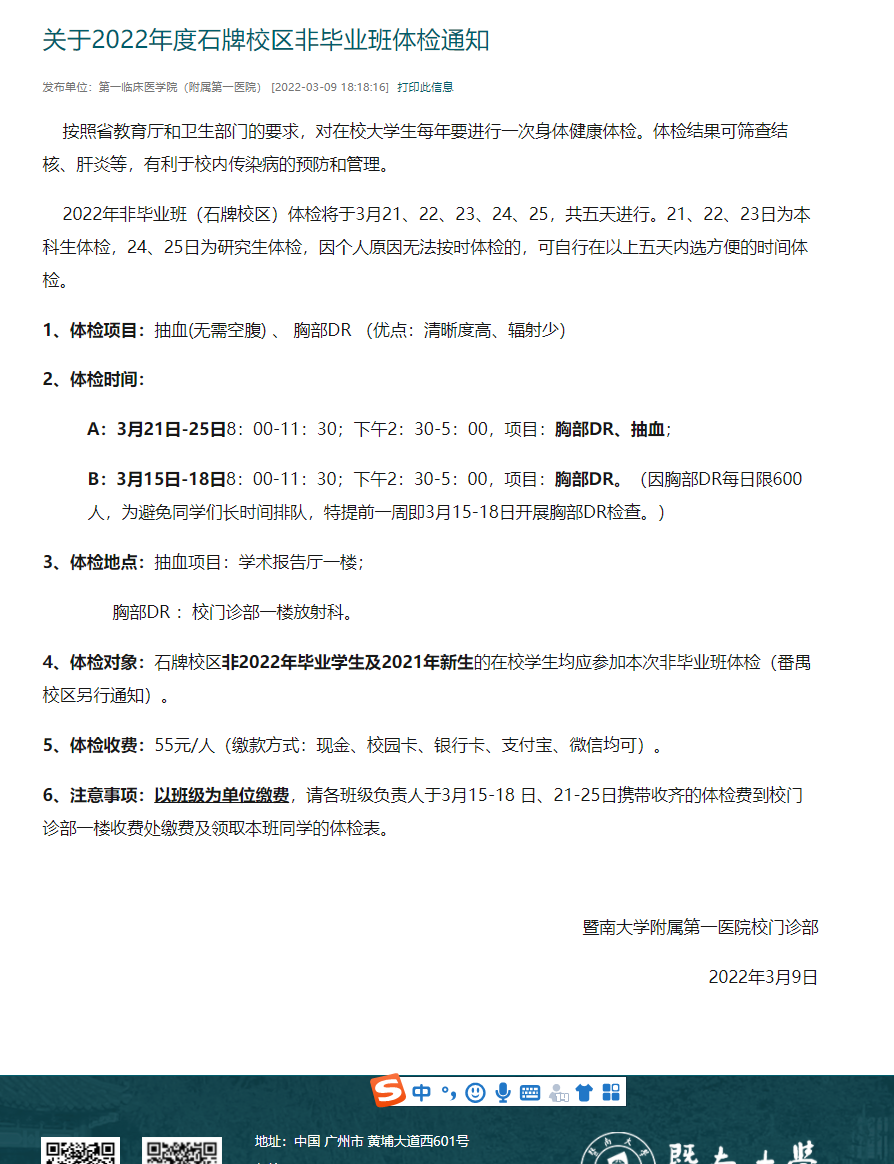 关于2022年度石牌校区非毕业班体检通知
发布单位：第一临床医学院（附属第一医院） [2022-03-09 18:18:16] 打印此信息
按照省教育厅和卫生部门的要求，对在校大学生每年要进行一次身体健康体检。体检结果可筛查结
核、肝炎等，有利于校内传染病的预防和管理。
2022年非毕业班（石牌校区）体检将于3月21、22、23、24、25，共五天进行。21、22、23日为本
科生体检，24、25日为研究生体检，因个人原因无法按时体检的，可自行在以上五天内选方便的时间体
检。
1、体检项目：抽血(无需空腹) 、 胸部DR （优点：清晰度高、辐射少）
2、体检时间：
A：3月21日-25日8：00-11：30；下午2：30-5：00，项目：胸部DR、抽血；
B：3月15日-18日8：00-11：30；下午2：30-5：00，项目：胸部DR。（因胸部DR每日限600
人，为避免同学们长时间排队，特提前一周即3月15-18日开展胸部DR检查。）
3、体检地点：抽血项目：学术报告厅一楼；
胸部DR ：校门诊部一楼放射科。
4、体检对象：石牌校区非2022年毕业学生及2021年新生的在校学生均应参加本次非毕业班体检（番禺
校区另行通知）。
5、体检收费：55元/人（缴款方式：现金、校园卡、银行卡、支付宝、微信均可）。
6、注意事项：以班级为单位缴费，请各班级负责人于3月15-18 日、21-25日携带收齐的体检费到校门
诊部一楼收费处缴费及领取本班同学的体检表。
暨南大学附属第一医院校门诊部
2022年3月9日
中
地址：中国 广州市 黄埔大道西601号
暨南大学